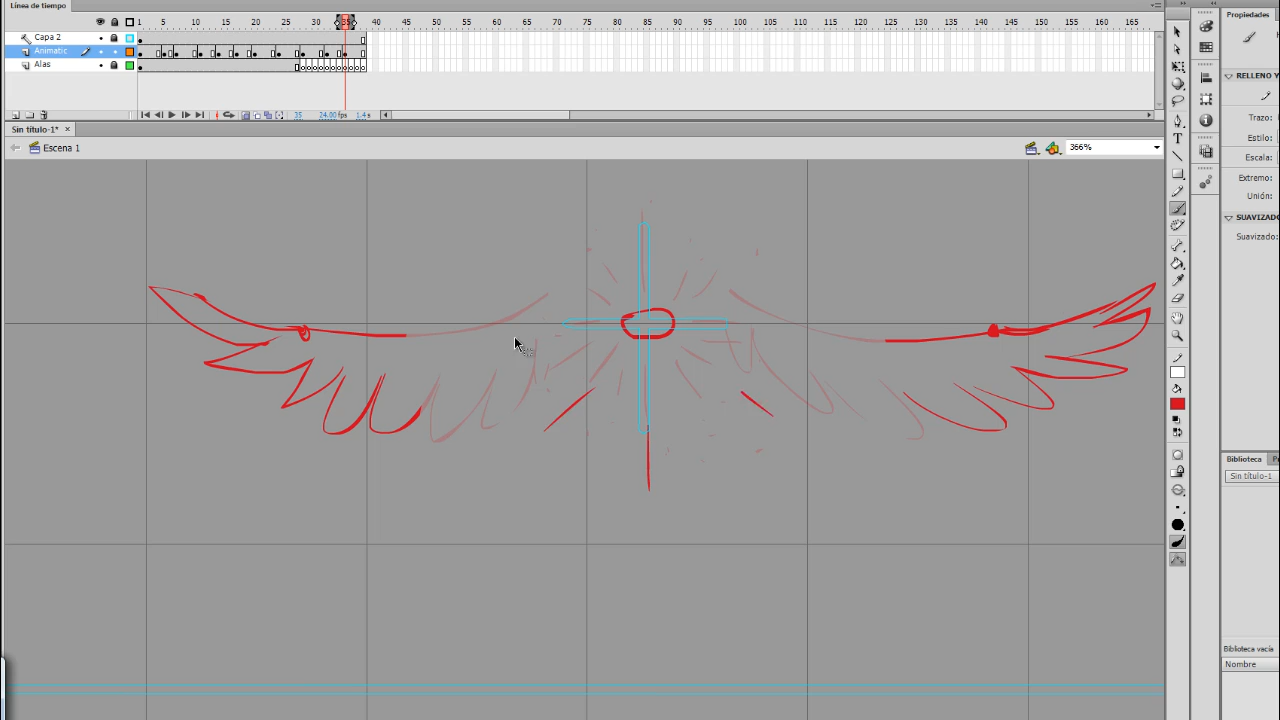 Línea de tiempo
1 5 10 15 20 25 30 35 40 45 50 55 60 65 70 75 80 85 90 95 100 105 110 115 120 125 130 135 140 145 150 155 160 165
Capa 2
Animatic
Alas
35 24.00 fps 1.4 s
Sin título-1* ×
Escena 1
366%
Propiedades
RELLENO Y
Trazo:
Estilo:
Escala:
Extremo:
Unión:
SUAVIZADO
Suavizado:
Biblioteca
Sin título-1
Biblioteca vacía
Nombre